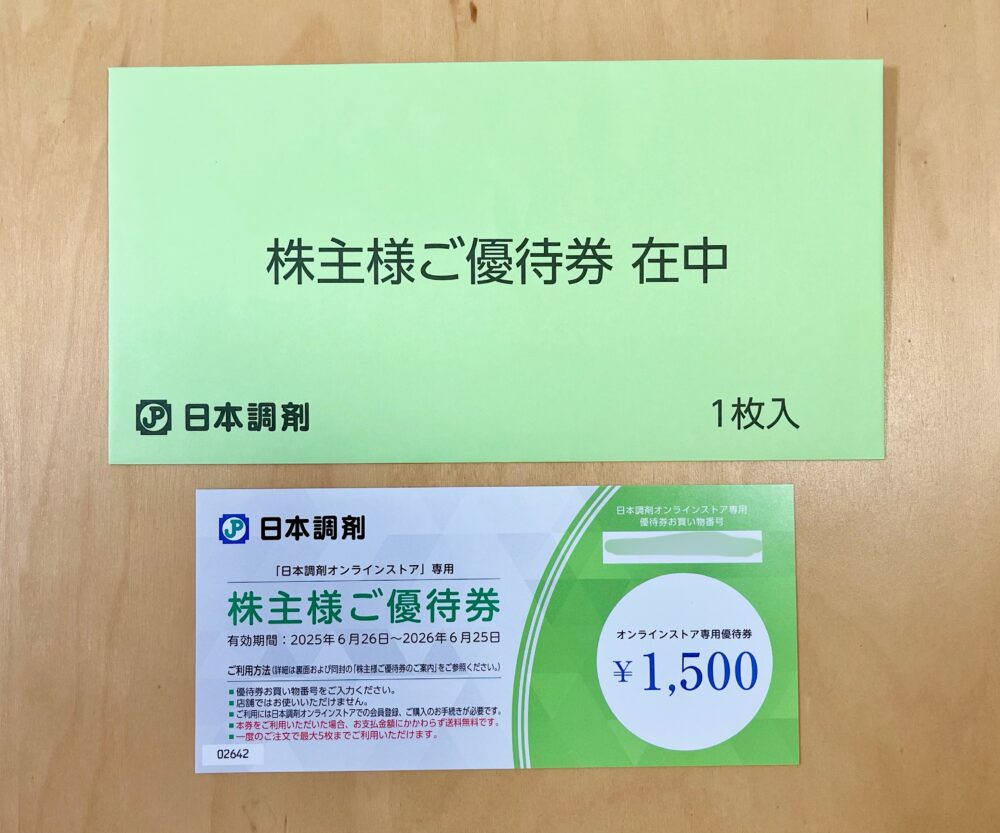 株主様ご優待券 在中
JP 日本調剤
1枚入
JP 日本調剤
「日本調剤オンラインストア」専用
株主様ご優待券
有効期間：2025年6月26日～2026年6月25日
ご利用方法(詳細は裏面および同封の「株主様ご優待券のご案内」をご参照ください。)
■優待券お買い物番号をご入力ください。
■店舗ではお使いいただけません。
■ご利用には日本調剤オンラインストアでの会員登録、ご購入のお手続きが必要です。
■本券をご利用いただいた場合、お支払金額にかかわらず送料無料です。
■一度のご注文で最大5枚までご利用いただけます。
02642
日本調剤オンラインストア専用
優待券お買い物番号
オンラインストア専用優待券
¥1,500